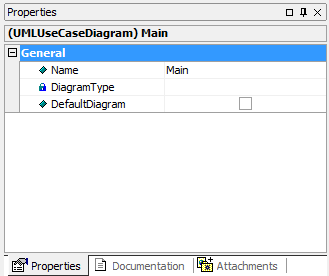 Properties
(UMLUseCaseDiagram) Main
General
Name Main
DiagramType
DefaultDiagram
Properties Documentation Attachments